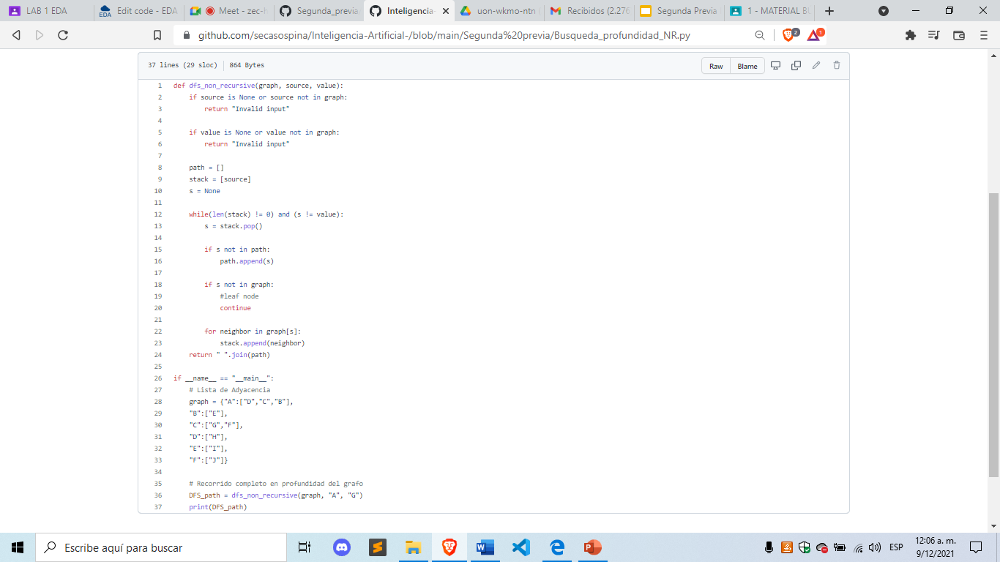 LAB 1 EDA
Edit code - EDA
Meet - zec-h
Segunda_previa/
Inteligencia-
uon-wkmo-ntn
Recibidos (2.276
Segunda Previa
1 - MATERIAL BU
github.com/secasospina/Inteligencia-Artificial-/blob/main/Segunda%20previa/Busqueda_profundidad_NR.py
2
1
37 lines (29 sloc) 864 Bytes
Raw
Blame
1 def dfs_non_recursive(graph, source, value):
2 if source is None or source not in graph:
3 return "Invalid input"
4
5 if value is None or value not in graph:
6 return "Invalid input"
7
8 path = []
9 stack = [source]
10 s = None
11
12 while(len(stack) != 0) and (s != value):
13 s = stack.pop()
14
15 if s not in path:
16 path.append(s)
17
18 if s not in graph:
19 #leaf node
20 continue
21
22 for neighbor in graph[s]:
23 stack.append(neighbor)
24 return " ".join(path)
25
26 if __name__ == "__main__":
27 # Lista de Adyacencia
28 graph = {"A":["D","C","B"],
29 "B":["E"],
30 "C":["G","F"],
31 "D":["H"],
32 "E":["I"],
33 "F":["J"]}
34
35 # Recorrido completo en profundidad del grafo
36 DFS_path = dfs_non_recursive(graph, "A", "G")
37 print(DFS_path)
Escribe aquí para buscar
ESP
12:06 a. m.
9/12/2021